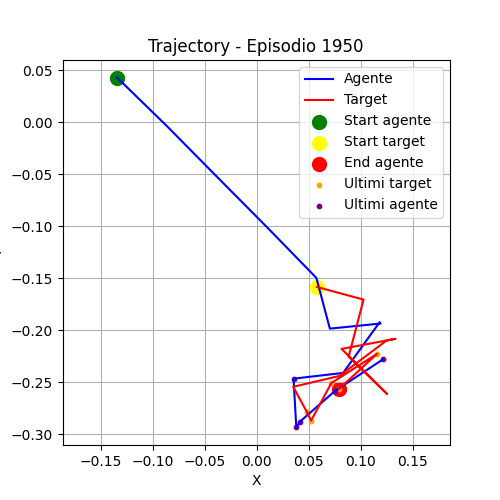 Trajectory - Episodio 1950
Agente
Target
Start agente
Start target
End agente
Ultimi target
Ultimi agente
0.05
0.00
−0.05
−0.10
−0.15
−0.20
−0.25
−0.30
−0.15
−0.10
−0.05
0.00
0.05
0.10
0.15
X